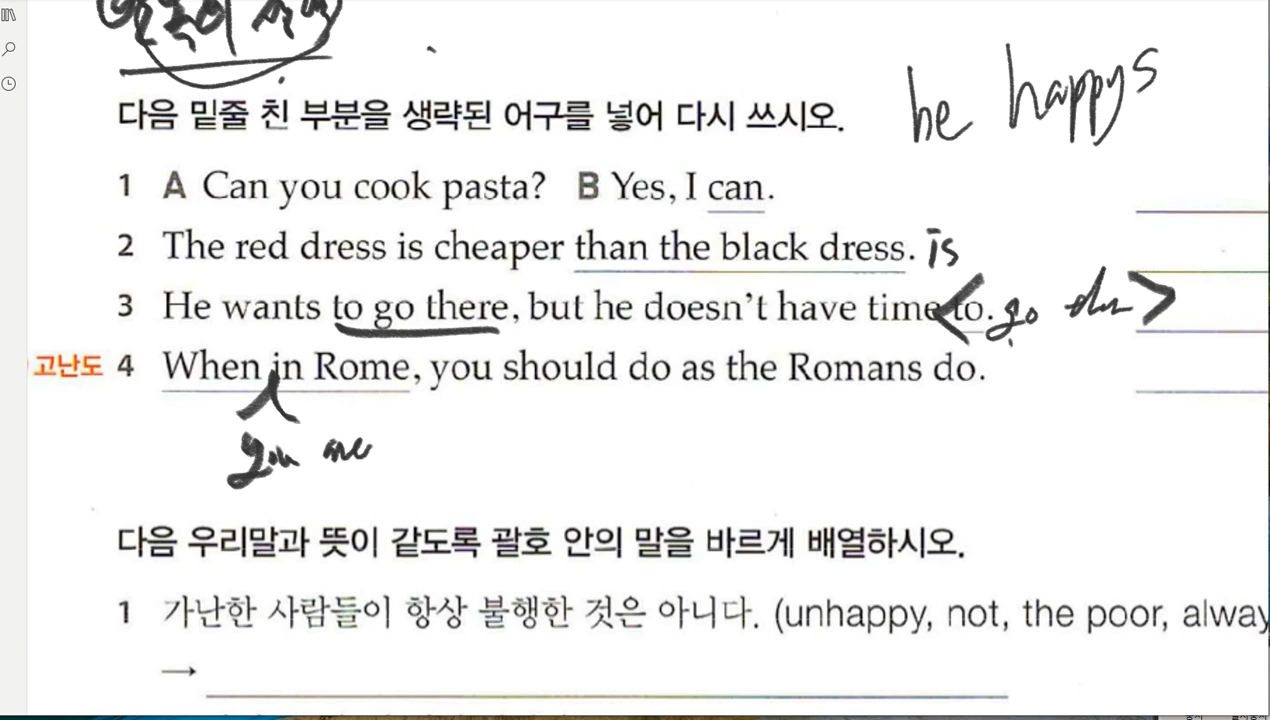 be happys
다음 밑줄 친 부분을 생략된 어구를 넣어 다시 쓰시오.
1 A Can you cook pasta? B Yes, I can.
2 The red dress is cheaper than the black dress. is
3 He wants to go there, but he doesn't have time to. go
고난도 4 When in Rome, you should do as the Romans do.
you are
다음 우리말과 뜻이 같도록 괄호 안의 말을 바르게 배열하시오.
1 가난한 사람들이 항상 불행한 것은 아니다. (unhappy, not, the poor, alway
→